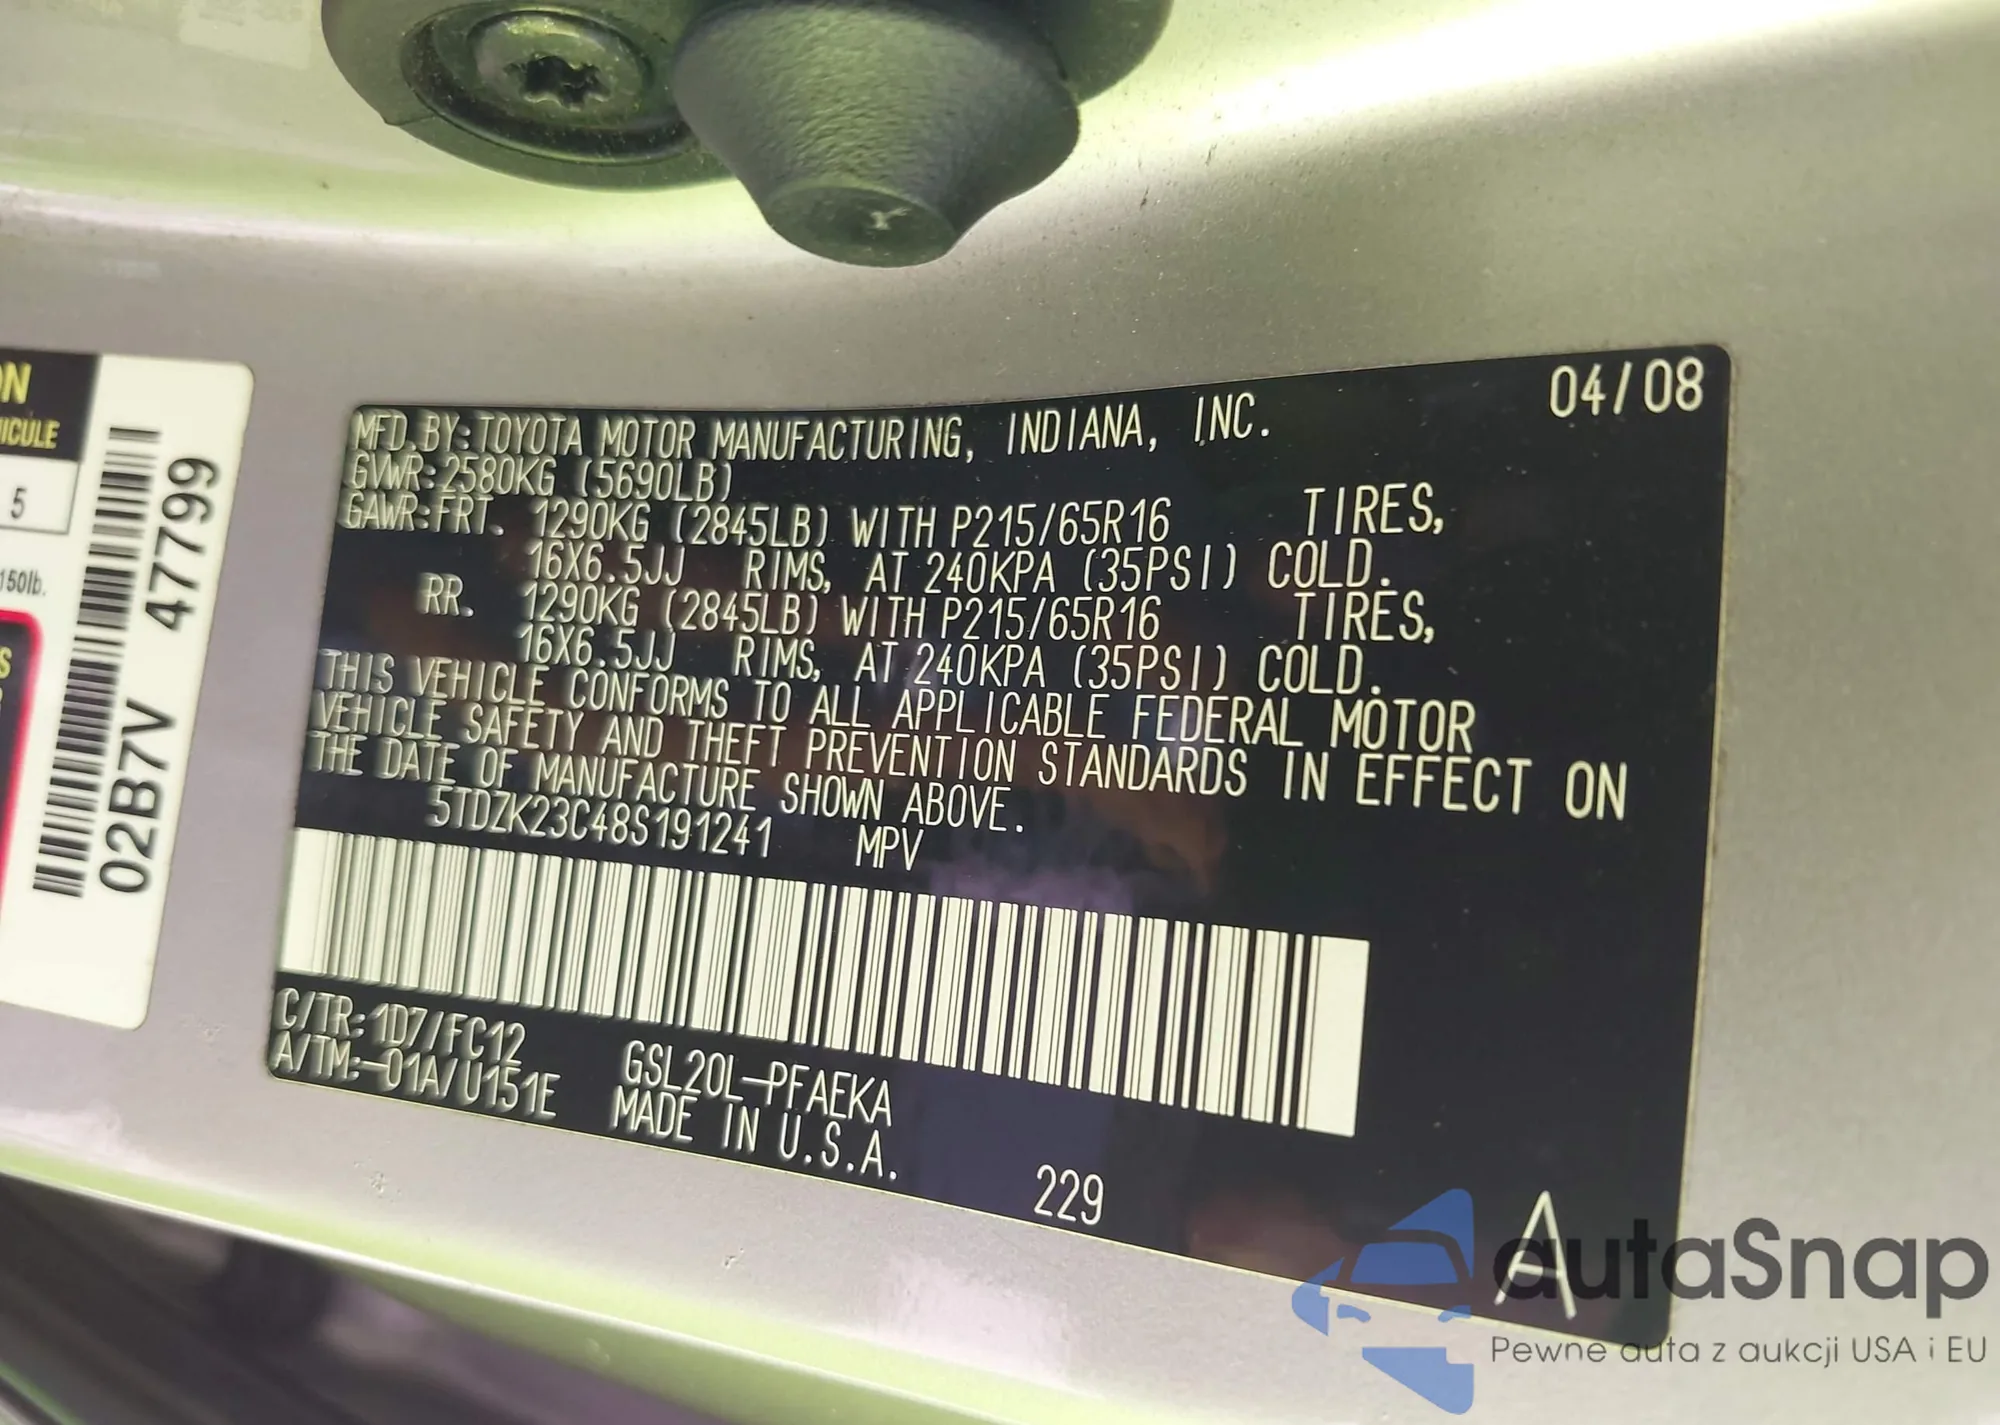 ON
HICULE
5
150lb.
S
02B7V 47799
04/08
MFD.BY:TOYOTA MOTOR MANUFACTURING, INDIANA, INC.
GVWR:2580KG (5690LB)
GAWR:FRT. 1290KG (2845LB) WITH P215/65R16 TIRES,
16X6.5JJ RIMS, AT 240KPA (35PSI) COLD.
RR. 1290KG (2845LB) WITH P215/65R16 TIRES,
16X6.5JJ RIMS, AT 240KPA (35PSI) COLD.
THIS VEHICLE CONFORMS TO ALL APPLICABLE FEDERAL MOTOR
VEHICLE SAFETY AND THEFT PREVENTION STANDARDS IN EFFECT ON
THE DATE OF MANUFACTURE SHOWN ABOVE.
5TDZK23C48S191241 MPV
C/TR:1D7/FC12
A/TM:-01A/U151E
GSL20L-PFAEKA
MADE IN U.S.A.
229
A
autaSnap
Pewne auta z aukcji USA i EU